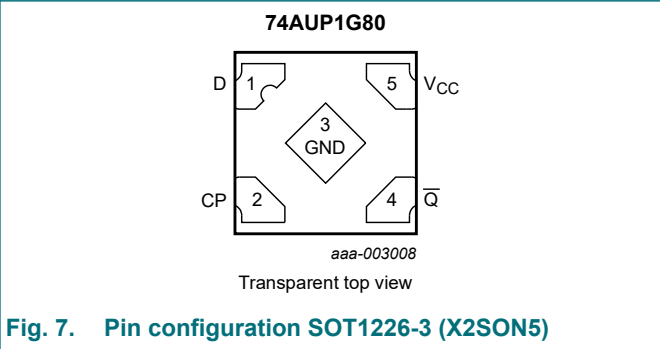 74AUP1G80
D 1 5 VCC
3
GND
CP 2 4 Q̅
aaa-003008
Transparent top view
Fig. 7. Pin configuration SOT1226-3 (X2SON5)